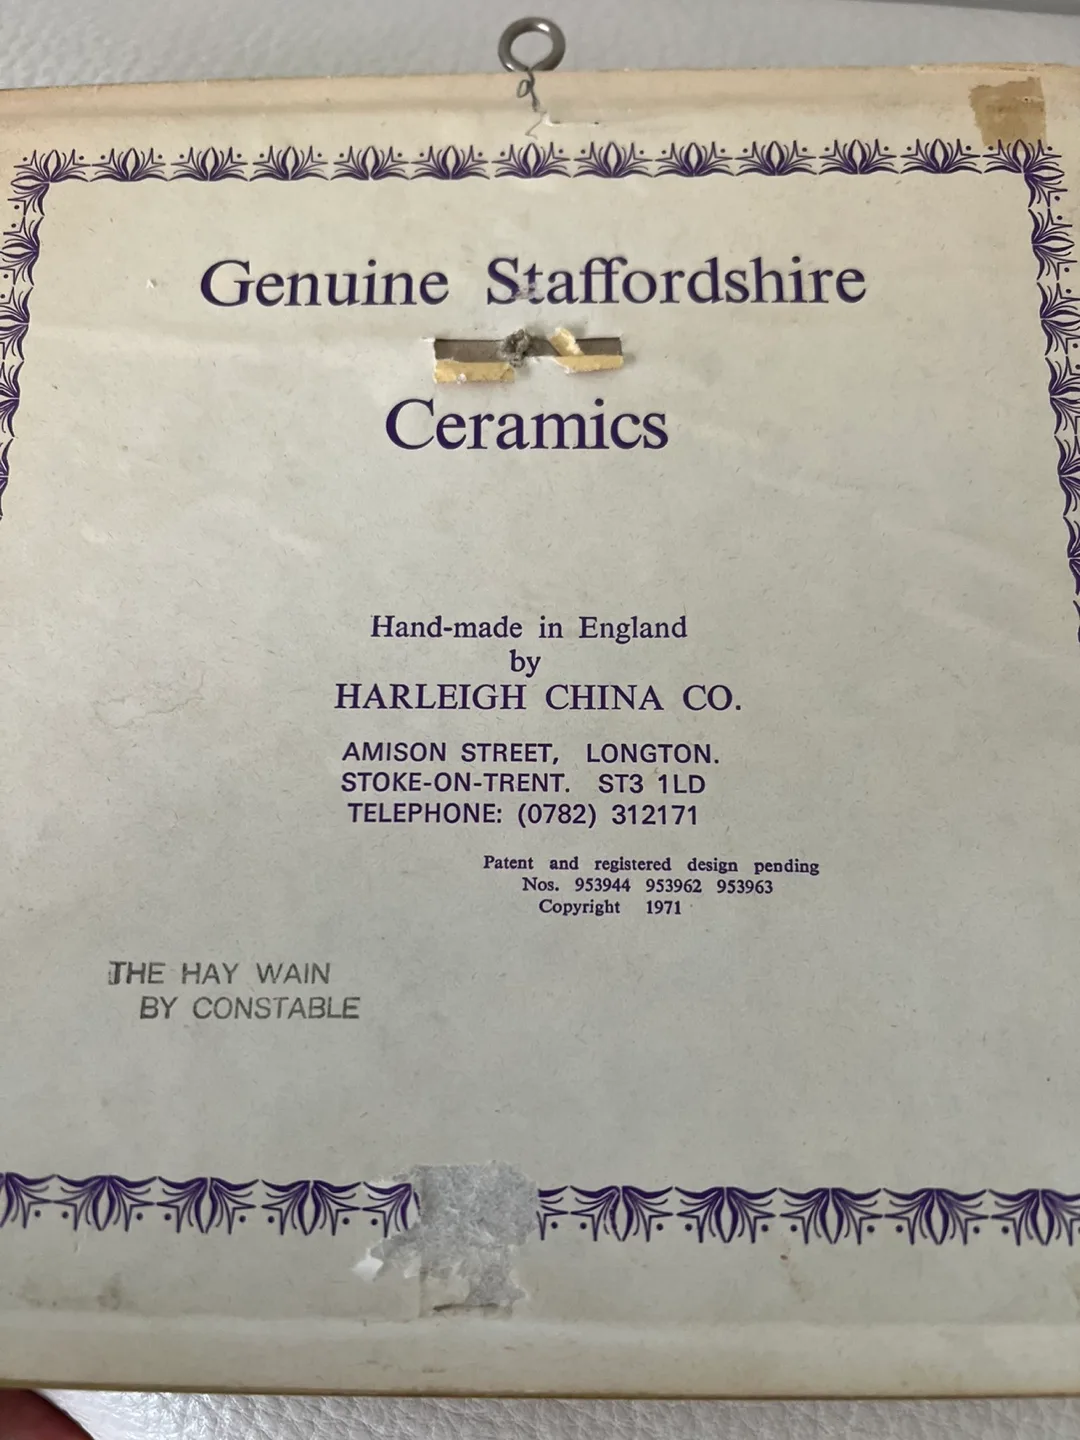 Genuine Staffordshire
Ceramics
Hand-made in England
by
HARLEIGH CHINA CO.
AMISON STREET, LONGTON.
STOKE-ON-TRENT. ST3 1LD
TELEPHONE: (0782) 312171
Patent and registered design pending
Nos. 953944 953962 953963
Copyright 1971
THE HAY WAIN
BY CONSTABLE